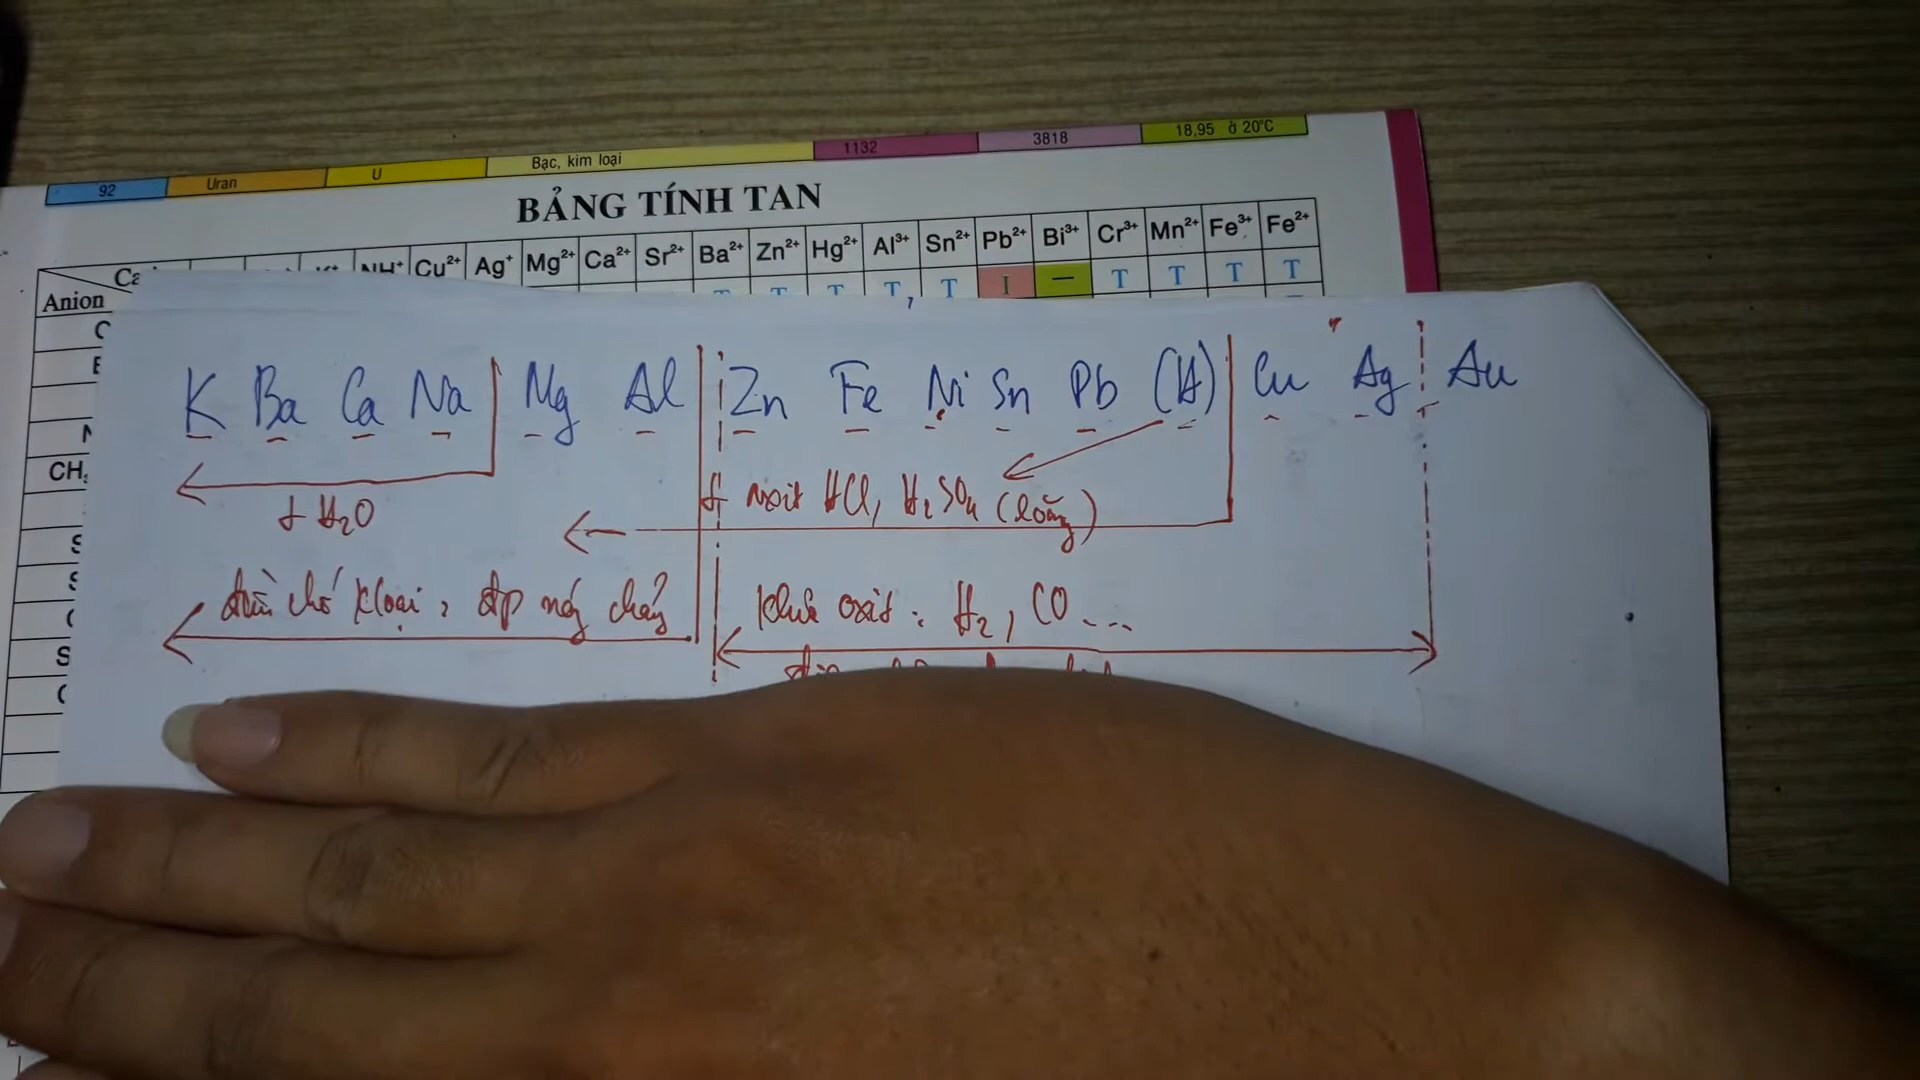 92 Uran U Bạc, kim loại 1132 3818 18,95 ở 20°C
BẢNG TÍNH TAN
Anion NH⁺ Cu²⁺ Ag⁺ Mg²⁺ Ca²⁺ Sr²⁺ Ba²⁺ Zn²⁺ Hg²⁺ Al³⁺ Sn²⁺ Pb²⁺ Bi³⁺ Cr³⁺ Mn²⁺ Fe³⁺ Fe²⁺
T T T T T I — T T T T
K Ba Ca Na Mg Al Zn Fe Ni Sn Pb (H) Cu Ag Au
+ axit HCl, H₂SO₄ (loãng)
+ H₂O
điều chế kloại: đp nóng chảy
khử oxit: H₂, CO...